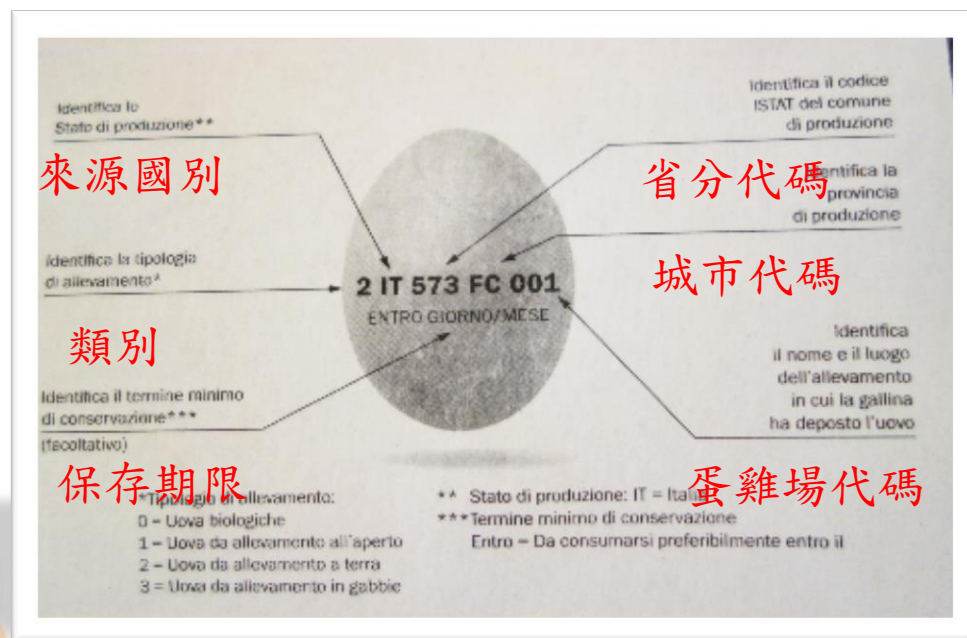 Identifica lo
Stato di produzione**
來源國別
Identifica il codice
ISTAT del comune
di produzione
省分代碼
Identifica la
provincia
di produzione
城市代碼
Identifica la tipologia
di allevamento*
類別
2 IT 573 FC 001
ENTRO GIORNO/MESE
Identifica il termine minimo
di conservazione***
(facoltativo)
保存期限
Identifica
il nome e il luogo
dell'allevamento
in cui la gallina
ha deposto l'uovo
蛋雞場代碼
*Tipologia di allevamento:
0 = Uova biologiche
1 = Uova da allevamento all'aperto
2 = Uova da allevamento a terra
3 = Uova da allevamento in gabbie
** Stato di produzione: IT = Italia
***Termine minimo di conservazione
Entro = Da consumarsi preferibilmente entro il